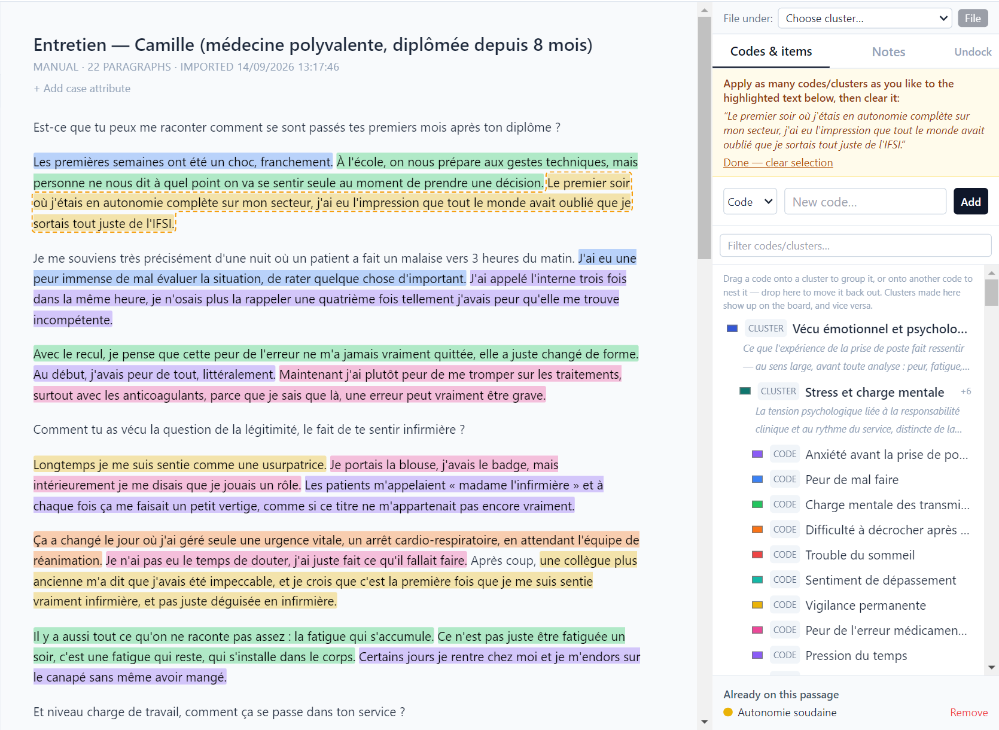 Entretien — Camille (médecine polyvalente, diplômée depuis 8 mois)
MANUAL · 22 PARAGRAPHS · IMPORTED 14/09/2026 13:17:46
+ Add case attribute
Est-ce que tu peux me raconter comment se sont passés tes premiers mois après ton diplôme ?
Les premières semaines ont été un choc, franchement. À l'école, on nous prépare aux gestes techniques, mais
personne ne nous dit à quel point on va se sentir seule au moment de prendre une décision. Le premier soir
où j'étais en autonomie complète sur mon secteur, j'ai eu l'impression que tout le monde avait oublié que je
sortais tout juste de l'IFSI.
Je me souviens très précisément d'une nuit où un patient a fait un malaise vers 3 heures du matin. J'ai eu une
peur immense de mal évaluer la situation, de rater quelque chose d'important. J'ai appelé l'interne trois fois
dans la même heure, je n'osais plus la rappeler une quatrième fois tellement j'avais peur qu'elle me trouve
incompétente.
Avec le recul, je pense que cette peur de l'erreur ne m'a jamais vraiment quittée, elle a juste changé de forme.
Au début, j'avais peur de tout, littéralement. Maintenant j'ai plutôt peur de me tromper sur les traitements,
surtout avec les anticoagulants, parce que je sais que là, une erreur peut vraiment être grave.
Comment tu as vécu la question de la légitimité, le fait de te sentir infirmière ?
Longtemps je me suis sentie comme une usurpatrice. Je portais la blouse, j'avais le badge, mais
intérieurement je me disais que je jouais un rôle. Les patients m'appelaient « madame l'infirmière » et à
chaque fois ça me faisait un petit vertige, comme si ce titre ne m'appartenait pas encore vraiment.
Ça a changé le jour où j'ai géré seule une urgence vitale, un arrêt cardio-respiratoire, en attendant l'équipe de
réanimation. Je n'ai pas eu le temps de douter, j'ai juste fait ce qu'il fallait faire. Après coup, une collègue plus
ancienne m'a dit que j'avais été impeccable, et je crois que c'est la première fois que je me suis sentie
vraiment infirmière, et pas juste déguisée en infirmière.
Il y a aussi tout ce qu'on ne raconte pas assez : la fatigue qui s'accumule. Ce n'est pas juste être fatiguée un
soir, c'est une fatigue qui reste, qui s'installe dans le corps. Certains jours je rentre chez moi et je m'endors sur
le canapé sans même avoir mangé.
Et niveau charge de travail, comment ça se passe dans ton service ?
File under: Choose cluster... File
Codes & items Notes Undock
Apply as many codes/clusters as you like to the
highlighted text below, then clear it:
“Le premier soir où j'étais en autonomie complète sur
mon secteur, j'ai eu l'impression que tout le monde avait
oublié que je sortais tout juste de l'IFSI.”
Done — clear selection
Code New code... Add
Filter codes/clusters...
Drag a code onto a cluster to group it, or onto another code to
nest it — drop here to move it back out. Clusters made here
show up on the board, and vice versa.
CLUSTER Vécu émotionnel et psycholo...
Ce que l'expérience de la prise de poste fait ressentir
— au sens large, avant toute analyse : peur, fatigue,...
CLUSTER Stress et charge mentale +6
La tension psychologique liée à la responsabilité
clinique et au rythme du service, distincte de la...
CODE Anxiété avant la prise de po...
CODE Peur de mal faire
CODE Charge mentale des transmi...
CODE Difficulté à décrocher après ...
CODE Trouble du sommeil
CODE Sentiment de dépassement
CODE Vigilance permanente
CODE Peur de l'erreur médicamen...
CODE Pression du temps
Already on this passage
Autonomie soudaine Remove